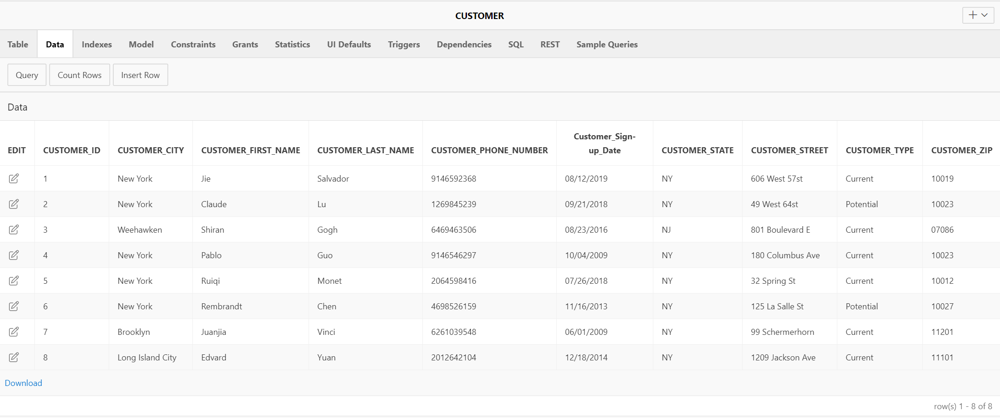 CUSTOMER
Table Data Indexes Model Constraints Grants Statistics UI Defaults Triggers Dependencies SQL REST Sample Queries
Query Count Rows Insert Row
Data
EDIT CUSTOMER_ID CUSTOMER_CITY CUSTOMER_FIRST_NAME CUSTOMER_LAST_NAME CUSTOMER_PHONE_NUMBER Customer_Sign-up_Date CUSTOMER_STATE CUSTOMER_STREET CUSTOMER_TYPE CUSTOMER_ZIP
1 New York Jie Salvador 9146592368 08/12/2019 NY 606 West 57st Current 10019
2 New York Claude Lu 1269845239 09/21/2018 NY 49 West 64st Potential 10023
3 Weehawken Shiran Gogh 6469463506 08/23/2016 NJ 801 Boulevard E Current 07086
4 New York Pablo Guo 9146546297 10/04/2009 NY 180 Columbus Ave Current 10023
5 New York Ruiqi Monet 2064598416 07/26/2018 NY 32 Spring St Current 10012
6 New York Rembrandt Chen 4698526159 11/16/2013 NY 125 La Salle St Potential 10027
7 Brooklyn Juanjia Vinci 6261039548 06/01/2009 NY 99 Schermerhorn Current 11201
8 Long Island City Edvard Yuan 2012642104 12/18/2014 NY 1209 Jackson Ave Current 11101
Download
row(s) 1 - 8 of 8